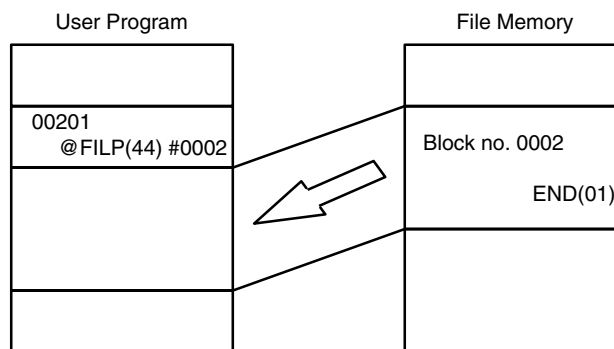 User Program
File Memory
00201
@FILP(44) #0002
Block no. 0002
END(01)